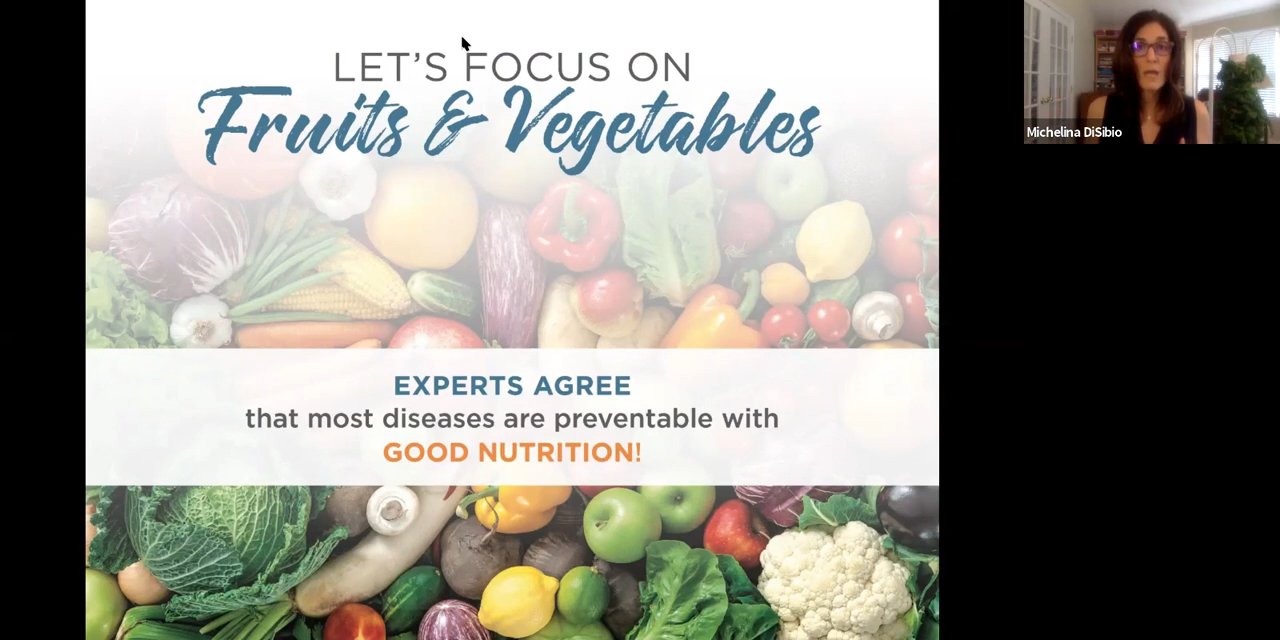 LET'S FOCUS ON
Fruits & Vegetables
EXPERTS AGREE
that most diseases are preventable with
GOOD NUTRITION!
Michelina DiSibio